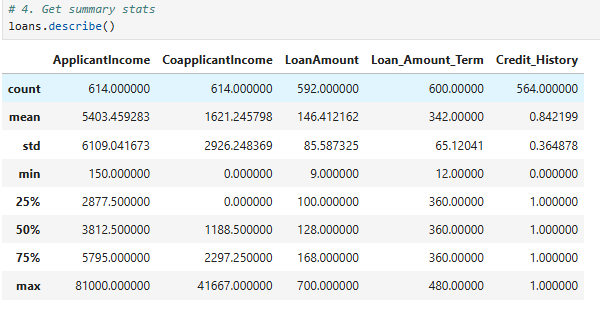 # 4. Get summary stats
loans.describe()
ApplicantIncome CoapplicantIncome LoanAmount Loan_Amount_Term Credit_History
count 614.000000 614.000000 592.000000 600.00000 564.000000
mean 5403.459283 1621.245798 146.412162 342.00000 0.842199
std 6109.041673 2926.248369 85.587325 65.12041 0.364878
min 150.000000 0.000000 9.000000 12.00000 0.000000
25% 2877.500000 0.000000 100.000000 360.00000 1.000000
50% 3812.500000 1188.500000 128.000000 360.00000 1.000000
75% 5795.000000 2297.250000 168.000000 360.00000 1.000000
max 81000.000000 41667.000000 700.000000 480.00000 1.000000